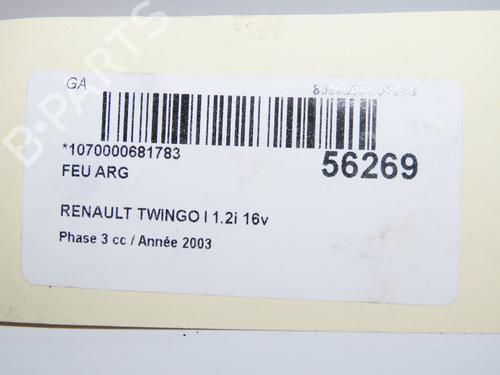 GA
*1070000681783
56269
FEU ARG
RENAULT TWINGO I 1.2i 16v
Phase 3 cc / Année 2003
B-PARTS